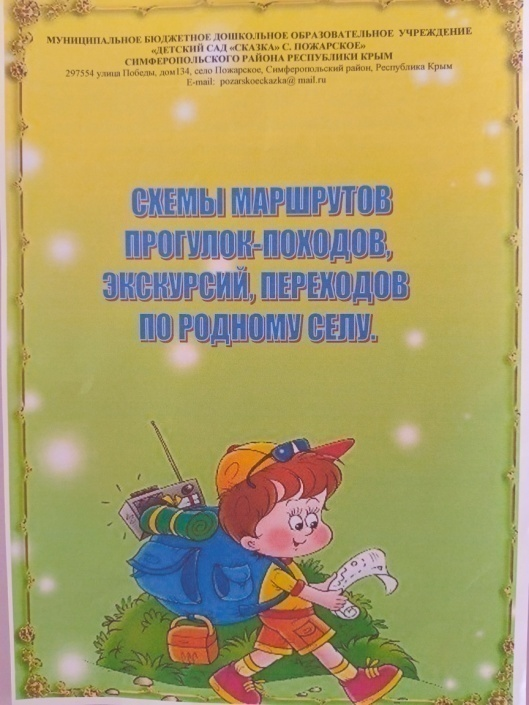 МУНИЦИПАЛЬНОЕ БЮДЖЕТНОЕ ДОШКОЛЬНОЕ ОБРАЗОВАТЕЛЬНОЕ УЧРЕЖДЕНИЕ
«ДЕТСКИЙ САД «СКАЗКА» С. ПОЖАРСКОЕ»
СИМФЕРОПОЛЬСКОГО РАЙОНА РЕСПУБЛИКИ КРЫМ
297554 улица Победы, дом134, село Пожарское, Симферопольский район, Республика Крым
E-mail: pozarskoeckazka@ mail.ru
СХЕМЫ МАРШРУТОВ
ПРОГУЛОК-ПОХОДОВ,
ЭКСКУРСИЙ, ПЕРЕХОДОВ
ПО РОДНОМУ СЕЛУ.